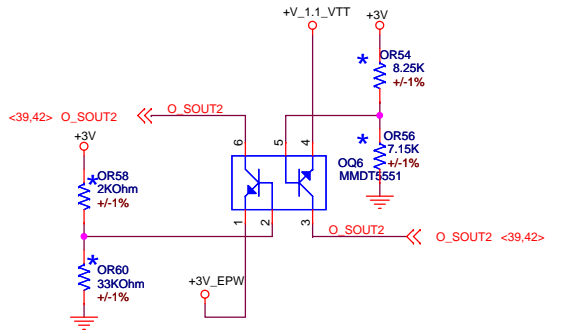 +V_1.1_VTT
+3V
* OR54
8.25K
+/-1%
<39,42> O_SOUT2
O_SOUT2
+3V
6
5
4
* OR56
7.15K
+/-1%
OQ6
MMDT5551
* OR58
2KOhm
+/-1%
1
2
3
O_SOUT2
O_SOUT2 <39,42>
* OR60
33KOhm
+/-1%
+3V_EPW